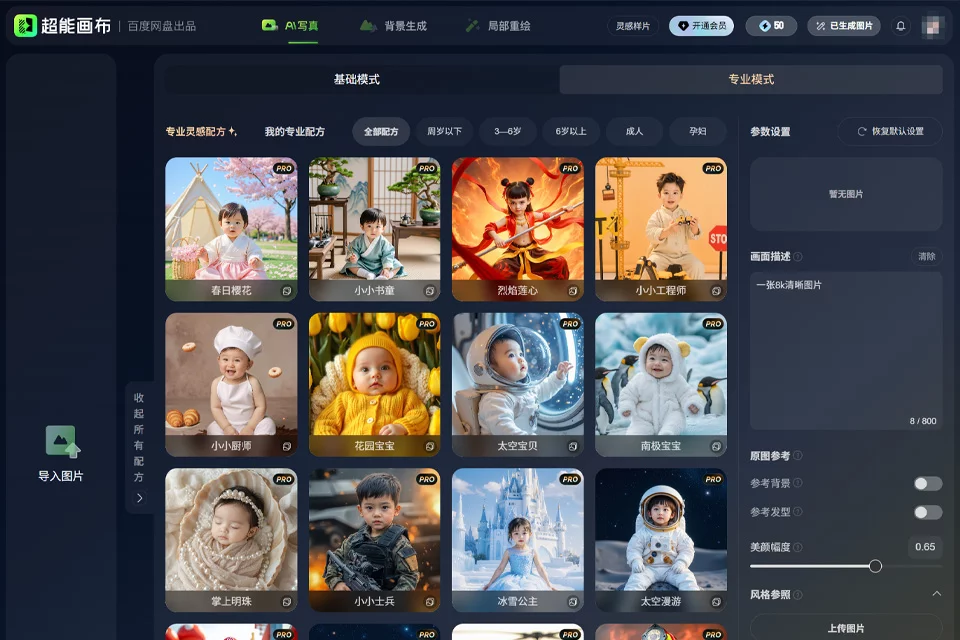 超能画布 | 百度网盘出品
AI写真
背景生成
局部重绘
灵感样片
开通会员
50
已生成图片
基础模式
专业模式
专业灵感配方
我的专业配方
全部配方
周岁以下
3—6岁
6岁以上
成人
孕妇
参数设置
恢复默认设置
PRO
PRO
PRO
PRO
STO
春日樱花
小小书童
烈焰莲心
小小工程师
暂无图片
画面描述
清除
一张8k清晰图片
8 / 800
PRO
PRO
PRO
PRO
小小厨师
花园宝宝
太空宝贝
南极宝宝
导入图片
收起所有配方
原图参考
参考背景
参考发型
美颜幅度
0.65
风格参照
上传图片
PRO
PRO
PRO
PRO
掌上明珠
小小士兵
冰雪公主
太空漫游
PRO
PRO
PRO
PRO